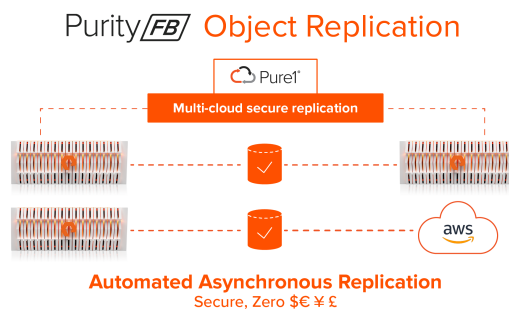 Purity FB Object Replication
Pure1®
Multi-cloud secure replication
aws
Automated Asynchronous Replication
Secure, Zero $€¥£